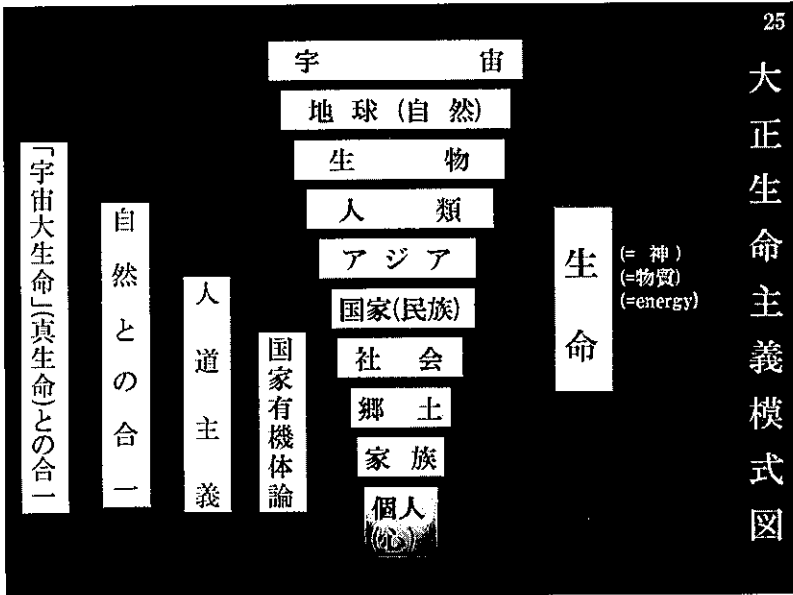 25
大正生命主義模式図
生命
(= 神)
(=物質)
(=energy)
宇宙
地球(自然)
生物
人類
アジア
国家(民族)
社会
郷土
家族
個人
(心)
国家有機体論
人道主義
自然との合一
「宇宙大生命」(真生命)との合一